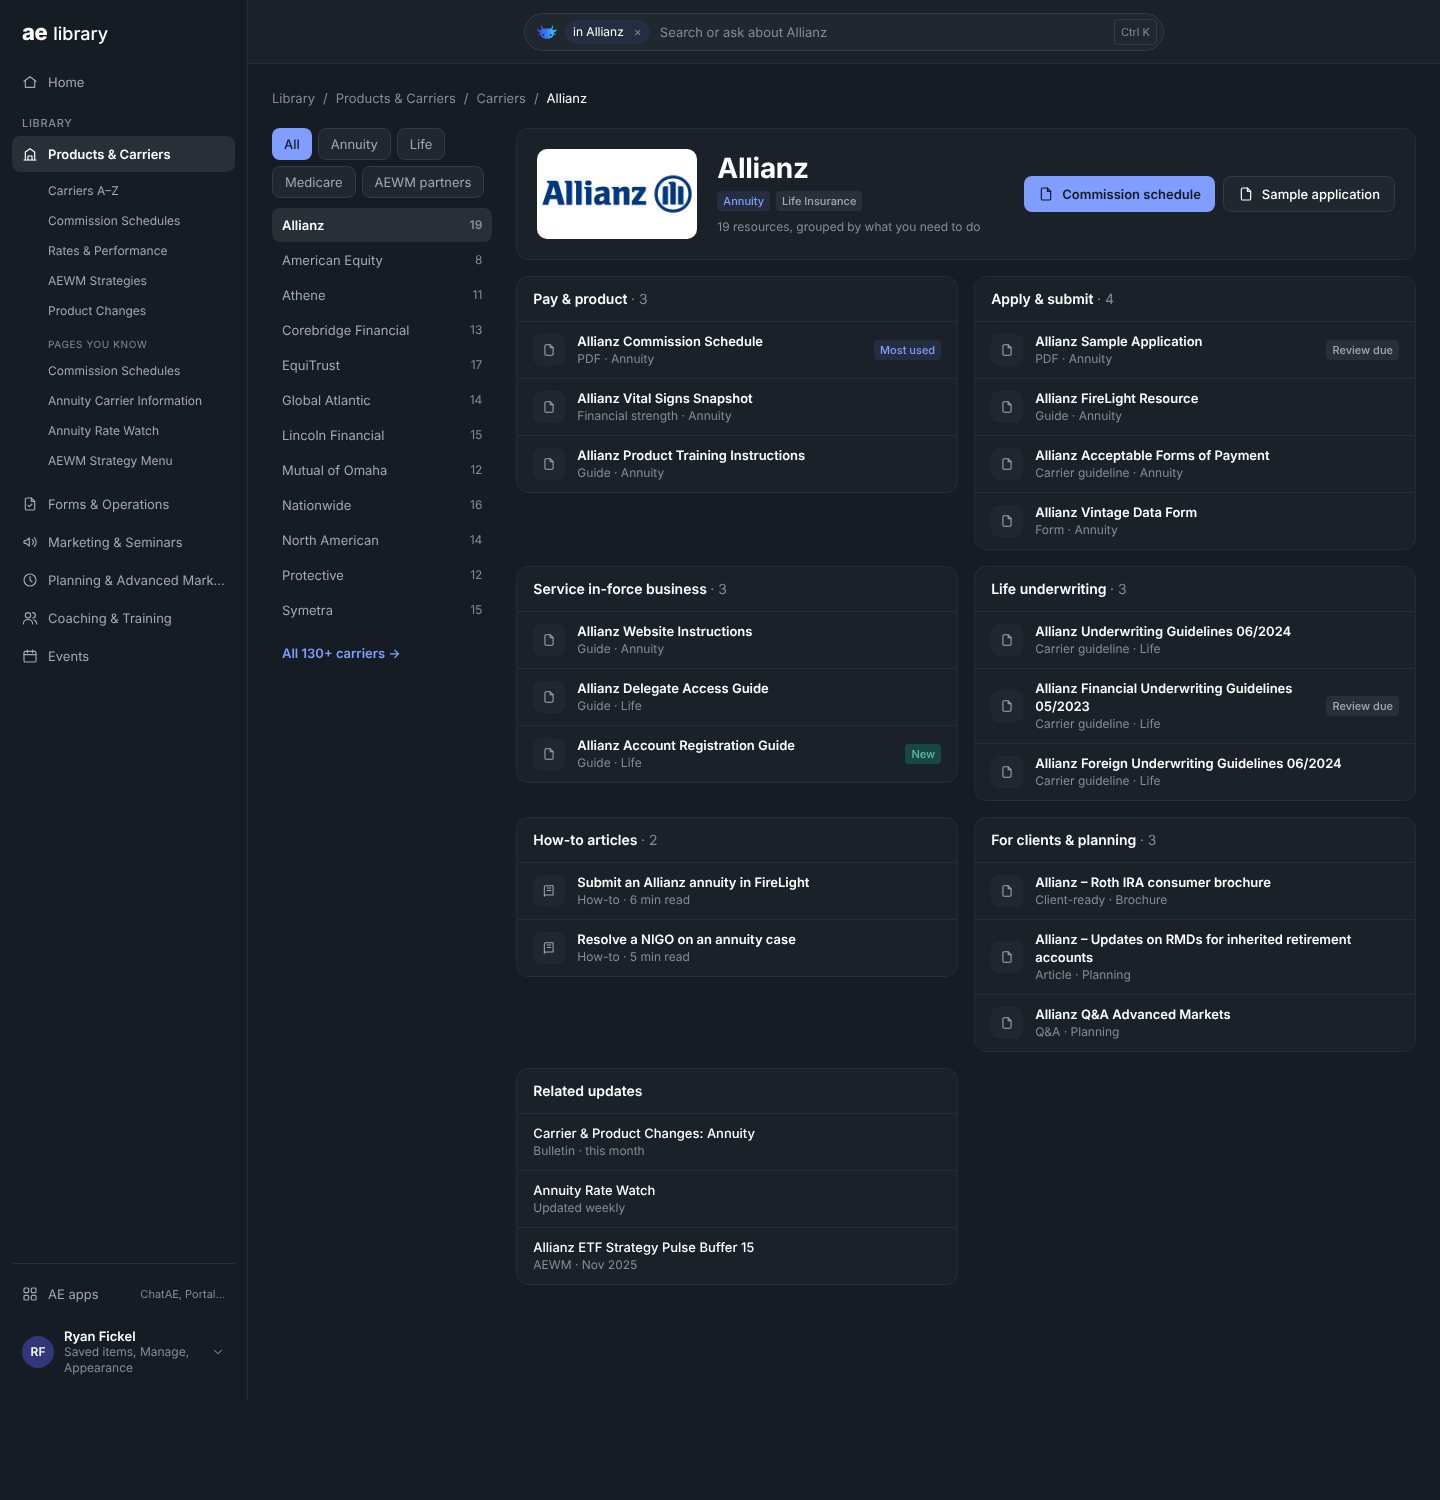 ae library
Home
LIBRARY
Products & Carriers
Carriers A–Z
Commission Schedules
Rates & Performance
AEWM Strategies
Product Changes
PAGES YOU KNOW
Commission Schedules
Annuity Carrier Information
Annuity Rate Watch
AEWM Strategy Menu
Forms & Operations
Marketing & Seminars
Planning & Advanced Mark...
Coaching & Training
Events
AE apps ChatAE, Portal...
RF
Ryan Fickel
Saved items, Manage,
Appearance
in Allianz × Search or ask about Allianz Ctrl K
Library / Products & Carriers / Carriers / Allianz
All Annuity Life
Medicare AEWM partners
Allianz 19
American Equity 8
Athene 11
Corebridge Financial 13
EquiTrust 17
Global Atlantic 14
Lincoln Financial 15
Mutual of Omaha 12
Nationwide 16
North American 14
Protective 12
Symetra 15
All 130+ carriers →
Allianz
Allianz
Annuity Life Insurance
19 resources, grouped by what you need to do
Commission schedule
Sample application
Pay & product · 3
Allianz Commission Schedule
PDF · Annuity
Most used
Allianz Vital Signs Snapshot
Financial strength · Annuity
Allianz Product Training Instructions
Guide · Annuity
Apply & submit · 4
Allianz Sample Application
PDF · Annuity
Review due
Allianz FireLight Resource
Guide · Annuity
Allianz Acceptable Forms of Payment
Carrier guideline · Annuity
Allianz Vintage Data Form
Form · Annuity
Service in-force business · 3
Allianz Website Instructions
Guide · Annuity
Allianz Delegate Access Guide
Guide · Life
Allianz Account Registration Guide
Guide · Life
New
Life underwriting · 3
Allianz Underwriting Guidelines 06/2024
Carrier guideline · Life
Allianz Financial Underwriting Guidelines
05/2023
Carrier guideline · Life
Review due
Allianz Foreign Underwriting Guidelines 06/2024
Carrier guideline · Life
How-to articles · 2
Submit an Allianz annuity in FireLight
How-to · 6 min read
Resolve a NIGO on an annuity case
How-to · 5 min read
For clients & planning · 3
Allianz – Roth IRA consumer brochure
Client-ready · Brochure
Allianz – Updates on RMDs for inherited retirement
accounts
Article · Planning
Allianz Q&A Advanced Markets
Q&A · Planning
Related updates
Carrier & Product Changes: Annuity
Bulletin · this month
Annuity Rate Watch
Updated weekly
Allianz ETF Strategy Pulse Buffer 15
AEWM · Nov 2025